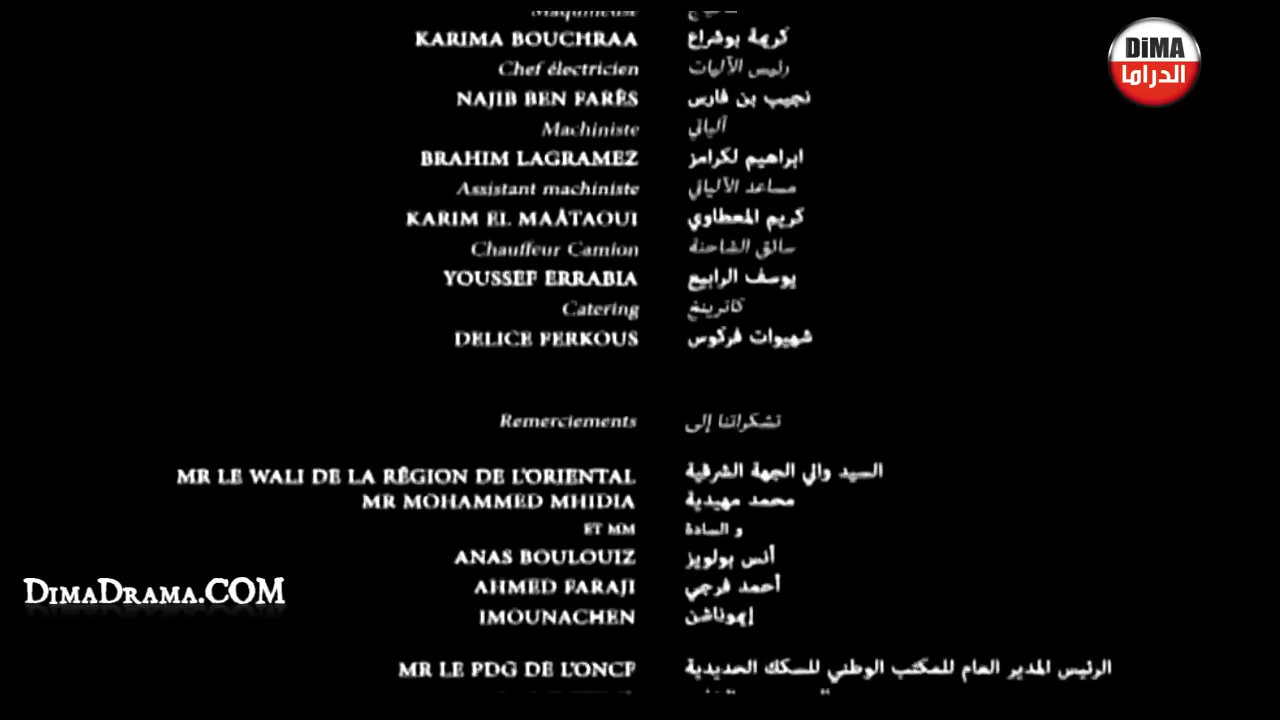 Maquilleuse
KARIMA BOUCHRAA كريمة بوشراع
Chef électricien رئيس الآليات
NAJIB BEN FARÊS نجيب بن فارس
Machiniste آلياتي
BRAHIM LAGRAMEZ ابراهيم لكرامز
Assistant machiniste مساعد الآلياتي
KARIM EL MAÂTAOUI كريم المعطاوي
Chauffeur Camion سائق الشاحنة
YOUSSEF ERRABIA يوسف الرابيع
Catering كاترينغ
DELICE FERKOUS شهيوات فركوس
Remerciements تشكراتنا إلى
MR LE WALI DE LA RÊGION DE L'ORIENTAL السيد والي الجهة الشرقية
MR MOHAMMED MHIDIA محمد مهيدية
ET MM و السادة
ANAS BOULOUIZ أنس بولويز
AHMED FARAJI أحمد فرجي
IMOUNACHEN إيموناشن
MR LE PDG DE L'ONCF الرئيس المدير العام للمكتب الوطني للسكك الحديدية
DiMA
الدراما
DIMADRAMA.COM